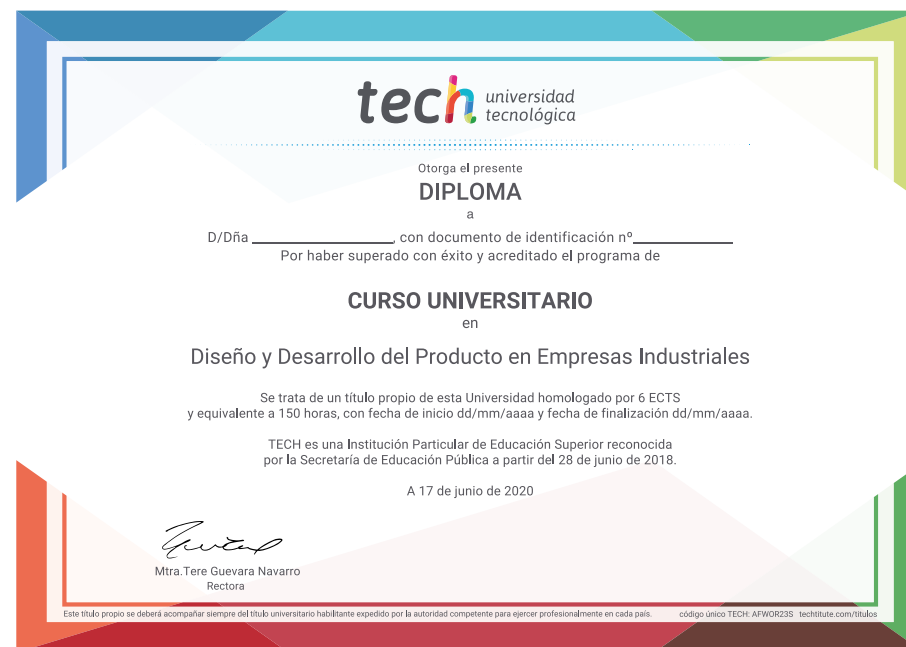 tech universidad
tecnológica
Otorga el presente
DIPLOMA
a
D/Dña ____________________, con documento de identificación nº______________
Por haber superado con éxito y acreditado el programa de
CURSO UNIVERSITARIO
en
Diseño y Desarrollo del Producto en Empresas Industriales
Se trata de un título propio de esta Universidad homologado por 6 ECTS
y equivalente a 150 horas, con fecha de inicio dd/mm/aaaa y fecha de finalización dd/mm/aaaa.
TECH es una Institución Particular de Educación Superior reconocida
por la Secretaría de Educación Pública a partir del 28 de junio de 2018.
A 17 de junio de 2020
Mtra.Tere Guevara Navarro
Rectora
Este título propio se deberá acompañar siempre del título universitario habilitante expedido por la autoridad competente para ejercer profesionalmente en cada país. código único TECH: AFWOR23S techtitute.com/titulos